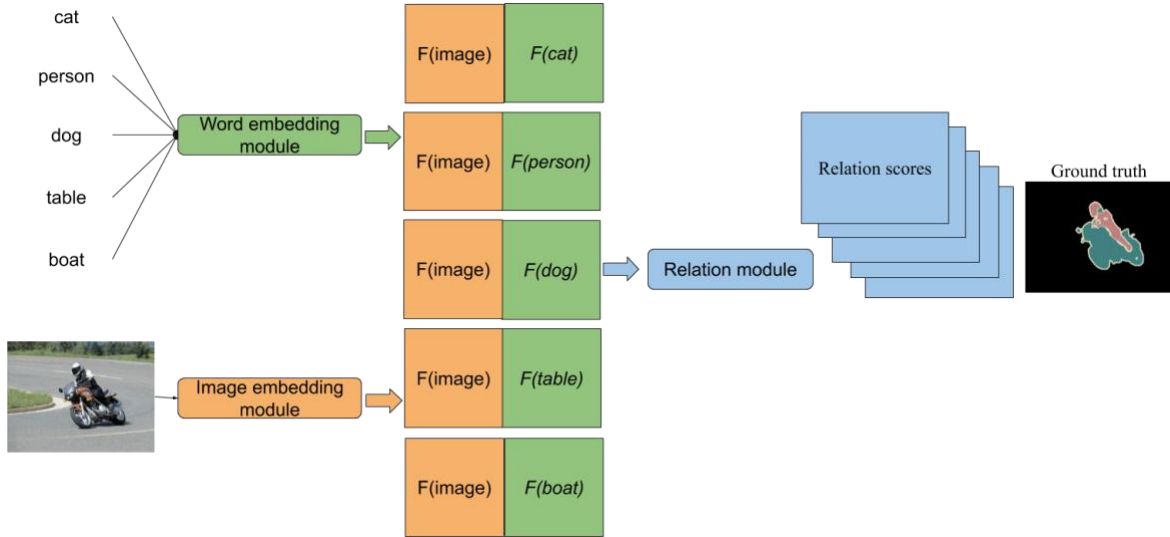 cat
person
dog
table
boat
Word embedding
module
Image embedding
module
F(image) F(cat)
F(image) F(person)
F(image) F(dog)
F(image) F(table)
F(image) F(boat)
Relation module
Relation scores
Ground truth